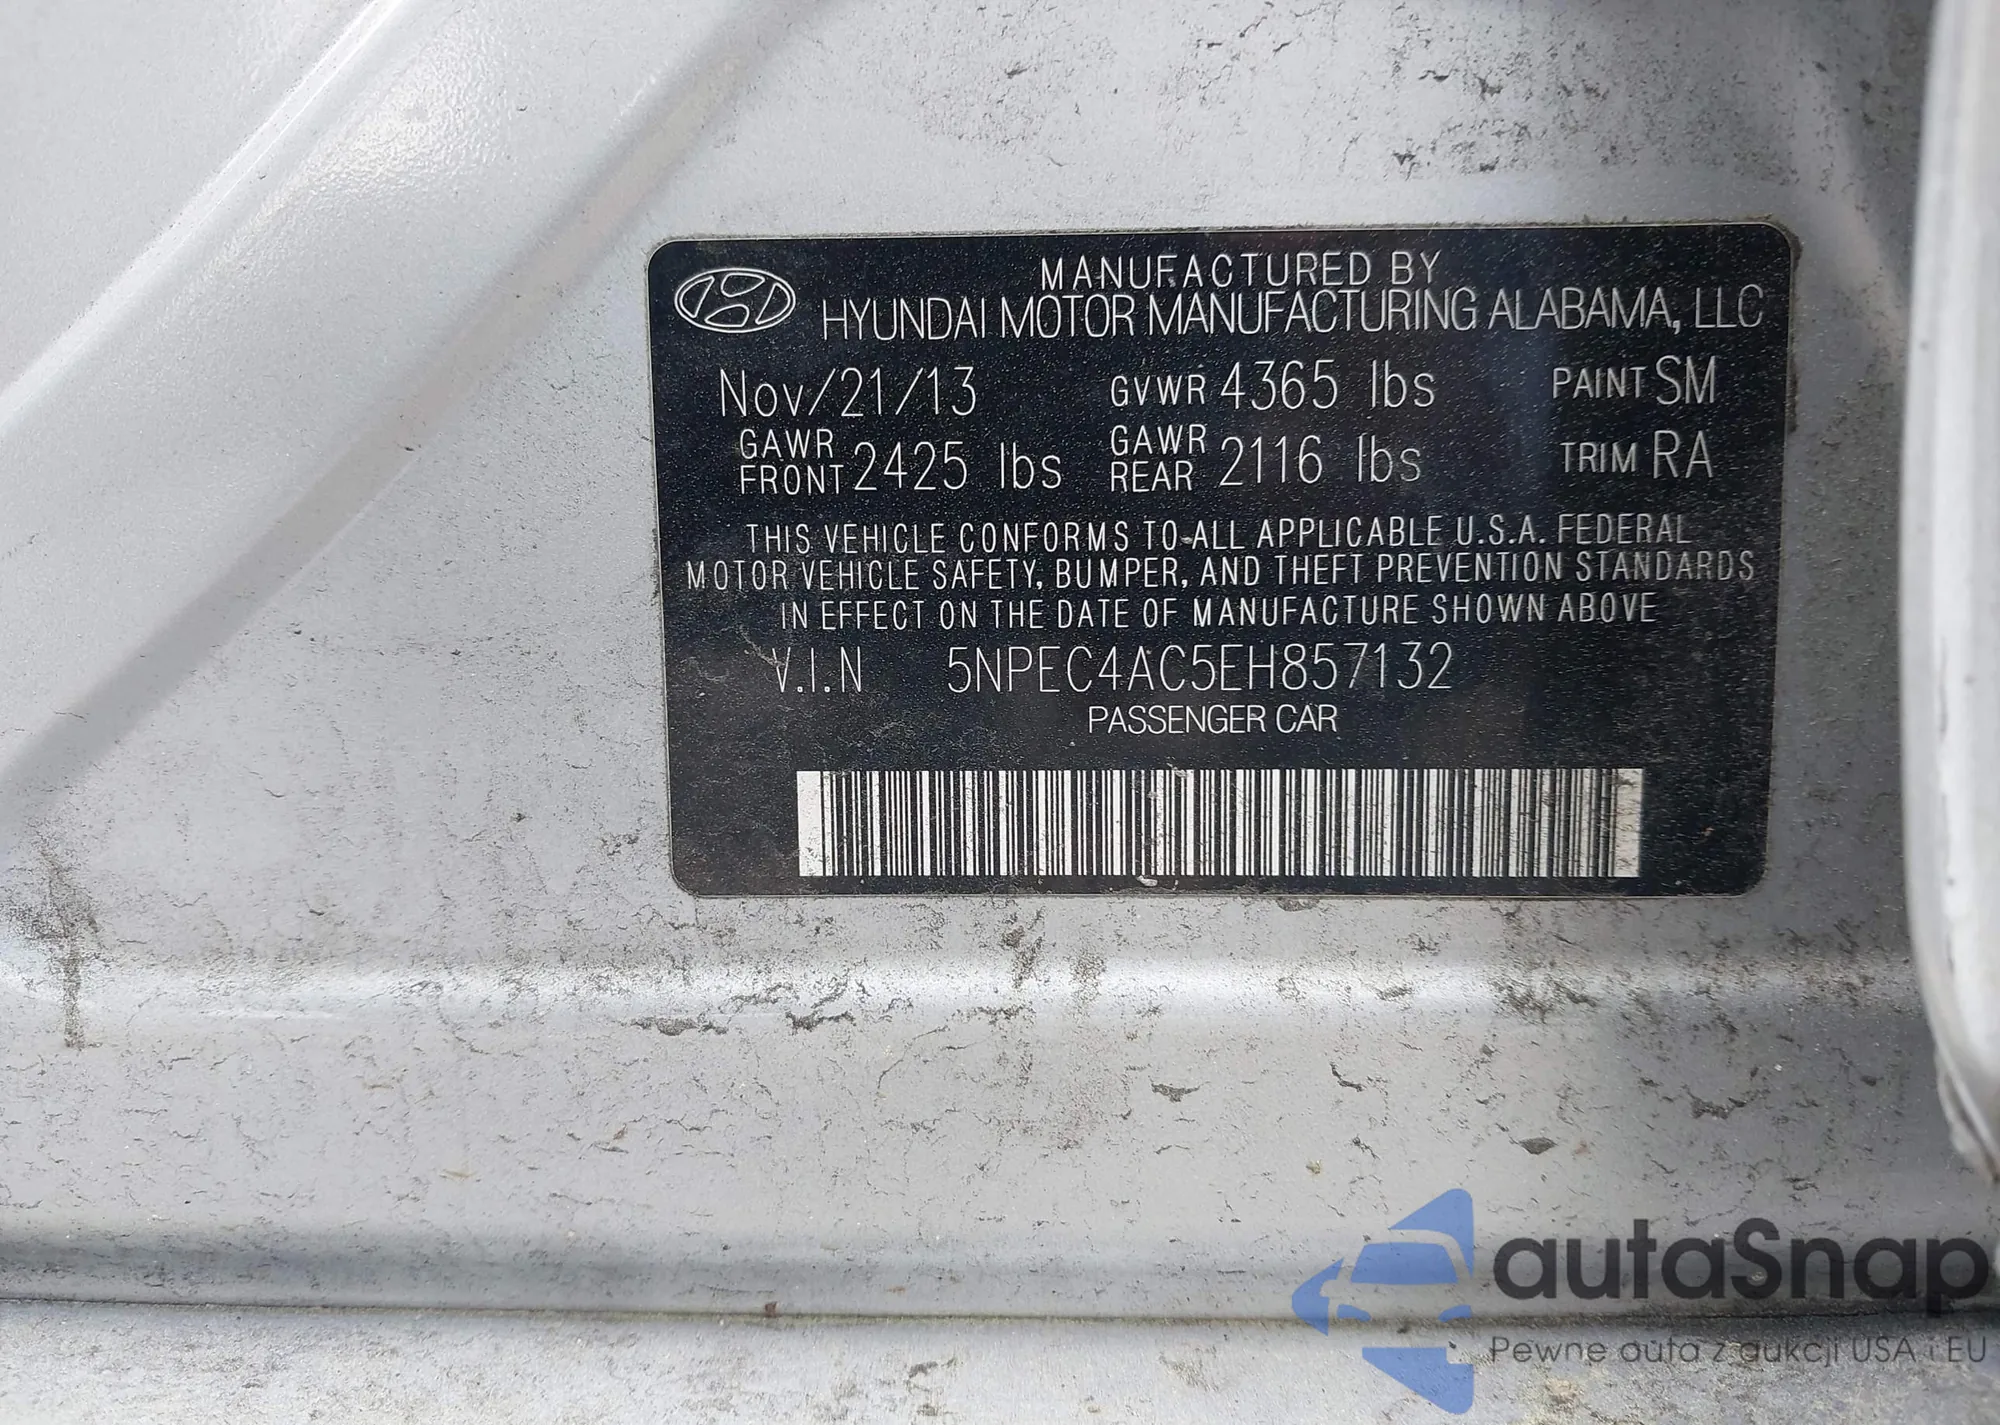 MANUFACTURED BY
HYUNDAI MOTOR MANUFACTURING ALABAMA, LLC
Nov/21/13 GVWR 4365 lbs PAINT SM
GAWR FRONT 2425 lbs GAWR REAR 2116 lbs TRIM RA
THIS VEHICLE CONFORMS TO ALL APPLICABLE U.S.A. FEDERAL
MOTOR VEHICLE SAFETY, BUMPER, AND THEFT PREVENTION STANDARDS
IN EFFECT ON THE DATE OF MANUFACTURE SHOWN ABOVE
V.I.N 5NPEC4AC5EH857132
PASSENGER CAR
autaSnap
Pewne auta z aukcji USA i EU